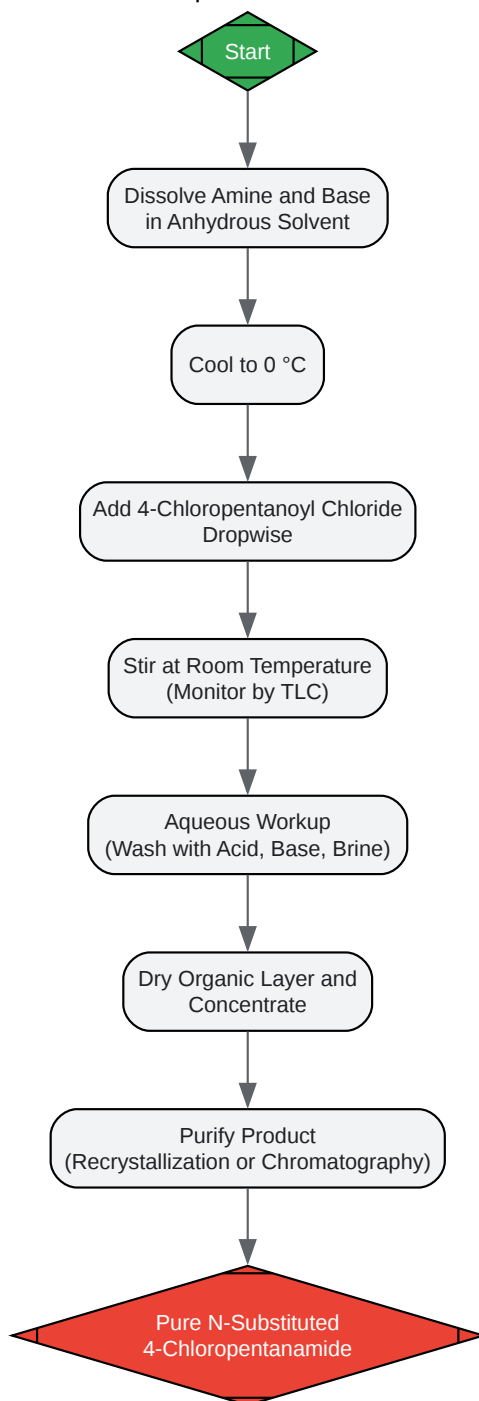 Start
Dissolve Amine and Base
in Anhydrous Solvent
Cool to 0 °C
Add 4-Chloropentanoyl Chloride
Dropwise
Stir at Room Temperature
(Monitor by TLC)
Aqueous Workup
(Wash with Acid, Base, Brine)
Dry Organic Layer and
Concentrate
Purify Product
(Recrystallization or Chromatography)
Pure N-Substituted
4-Chloropentanamide